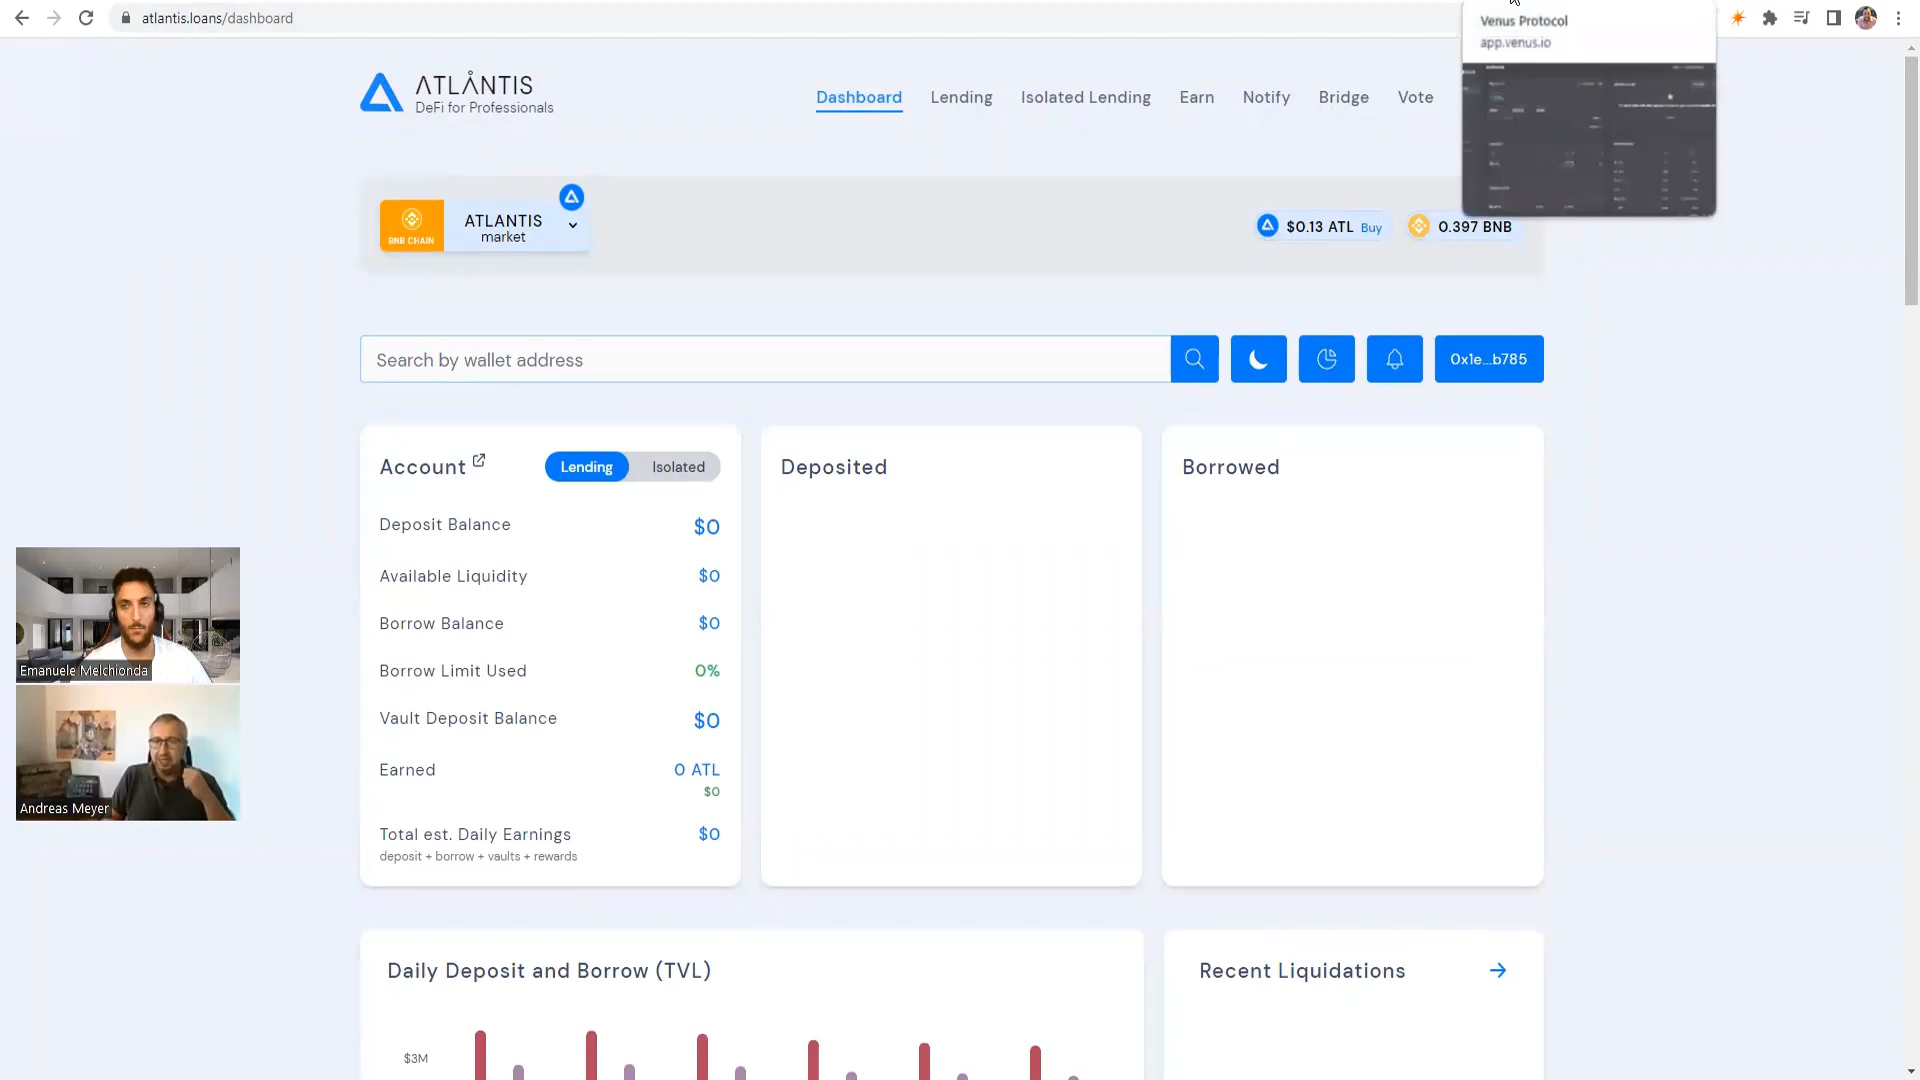 atlantis.loans/dashboard
Venus Protocol
app.venus.io
ATLÅNTIS
DeFi for Professionals
Dashboard
Lending
Isolated Lending
Earn
Notify
Bridge
Vote
BNB CHAIN
ATLANTIS
market
$0.13 ATL Buy
0.397 BNB
Search by wallet address
0x1e...b785
Account
Lending
Isolated
Deposit Balance
$0
Available Liquidity
$0
Borrow Balance
$0
Borrow Limit Used
0%
Vault Deposit Balance
$0
Earned
0 ATL
$0
Total est. Daily Earnings
$0
deposit + borrow + vaults + rewards
Deposited
Borrowed
Emanuele Melchionda
Andreas Meyer
Daily Deposit and Borrow (TVL)
$3M
Recent Liquidations